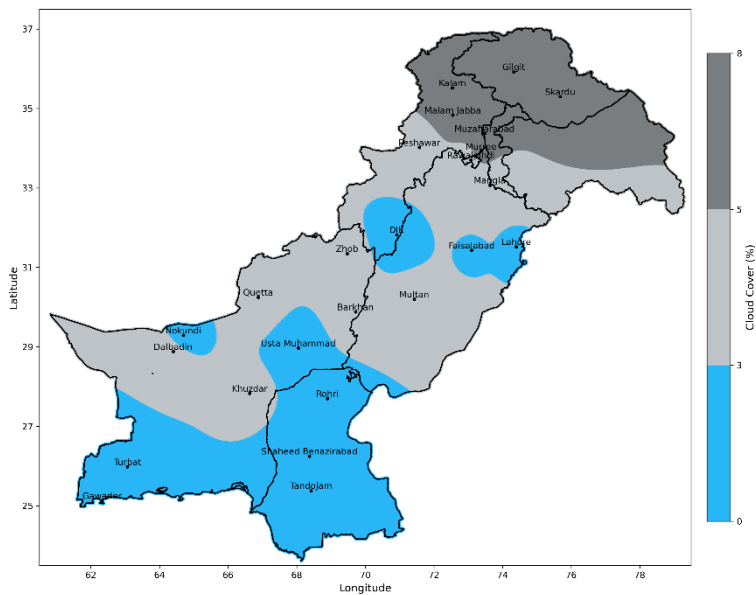 37
8
Gilgit
Kalam
Skardu
35
Malam Jabba
Muzaffarabad
Peshawar
Murree
Rawalpindi
5
33
Mangla
DIK
Lahore
Faisalabad
Zhob
31
Quetta
Multan
Barkhan
Nokundi
Usta Muhammad
29
Dalbadin
3
Khuzdar
Rohri
27
Shaheed Benazirabad
Turbat
Tandojam
Gawader
25
0
62 64 66 68 70 72 74 76 78
Longitude
Latitude
Cloud Cover (%)